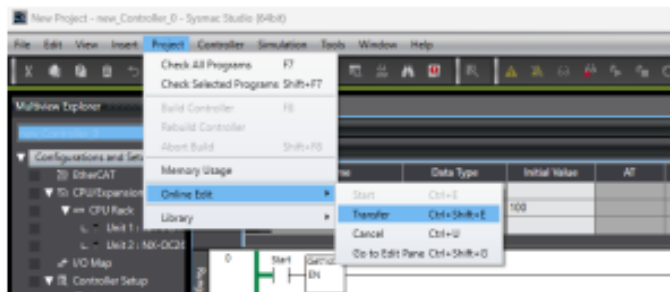 New Project - new_Controller_0 - Sysmac Studio (64bit)
File Edit View Insert Project Controller Simulation Tools Window Help
Check All Programs F7
Check Selected Programs Shift+F7
Multiview Explorer
Build Controller F8
new_Controller_0
Rebuild Controller
Abort Build Shift+F8
Configurations and Setu
Memory Usage
Data Type Initial Value AT
EtherCAT
CPU/Expansion
Online Edit
Start Ctrl+E
CPU Rack
Library
Transfer Ctrl+Shift+E
100
Unit 1 :
Cancel Ctrl+U
Unit 2 : NX-DC20
Go to Edit Pane Ctrl+Shift+G
I/O Map
0 Start
Controller Setup
EN